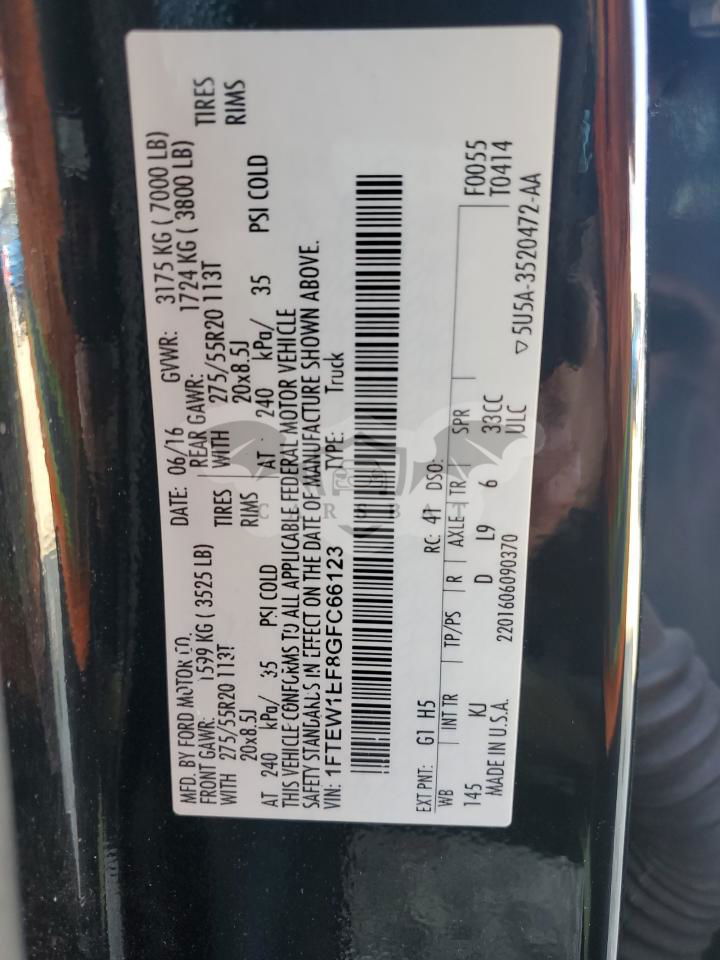 MFD. BY FORD MOTOR CO.
DATE: 06/16 GVWR: 3175 KG ( 7000 LB)
FRONT GAWR: 1599 KG ( 3525 LB) REAR GAWR: 1724 KG ( 3800 LB)
WITH 275/55R20 113T TIRES WITH 275/55R20 113T TIRES
20x8.5J RIMS 20x8.5J RIMS
AT 240 kPa/ 35 PSI COLD AT 240 kPa/ 35 PSI COLD
THIS VEHICLE CONFORMS TO ALL APPLICABLE FEDERAL MOTOR VEHICLE
SAFETY STANDARDS IN EFFECT ON THE DATE OF MANUFACTURE SHOWN ABOVE.
VIN: 1FTEW1EF8GFC66123 TYPE: Truck
EXT PNT: G1 H5 RC: 41 DSO: F0055
WB INT TR TP/PS R AXLE TR SPR T0414
145 KJ D L9 6 33CC
MADE IN U.S.A. 2201606090370 ULC
▽ 5U5A-3520472-AA